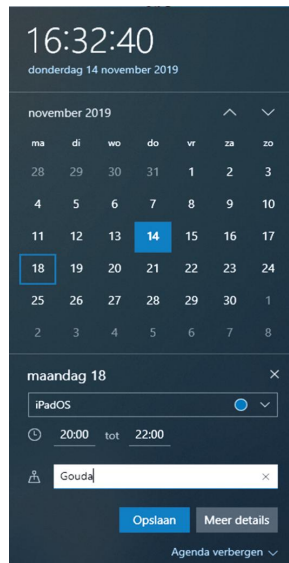 16:32:40
donderdag 14 november 2019
november 2019
ma di wo do vr za zo
28 29 30 31 1 2 3
4 5 6 7 8 9 10
11 12 13 14 15 16 17
18 19 20 21 22 23 24
25 26 27 28 29 30 1
2 3 4 5 6 7 8
maandag 18
iPadOS
20:00 tot 22:00
Gouda
Opslaan Meer details
Agenda verbergen